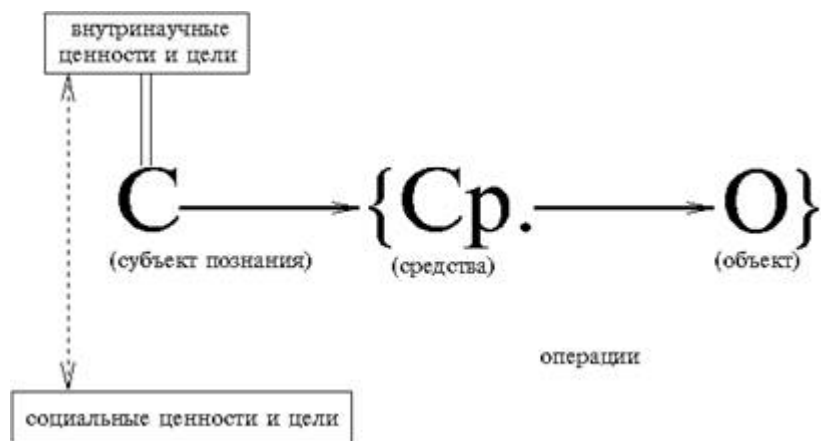 внутринаучные
ценности и цели
С {Ср. О}
(субъект познания) (средства) (объект)
операции
социальные ценности и цели